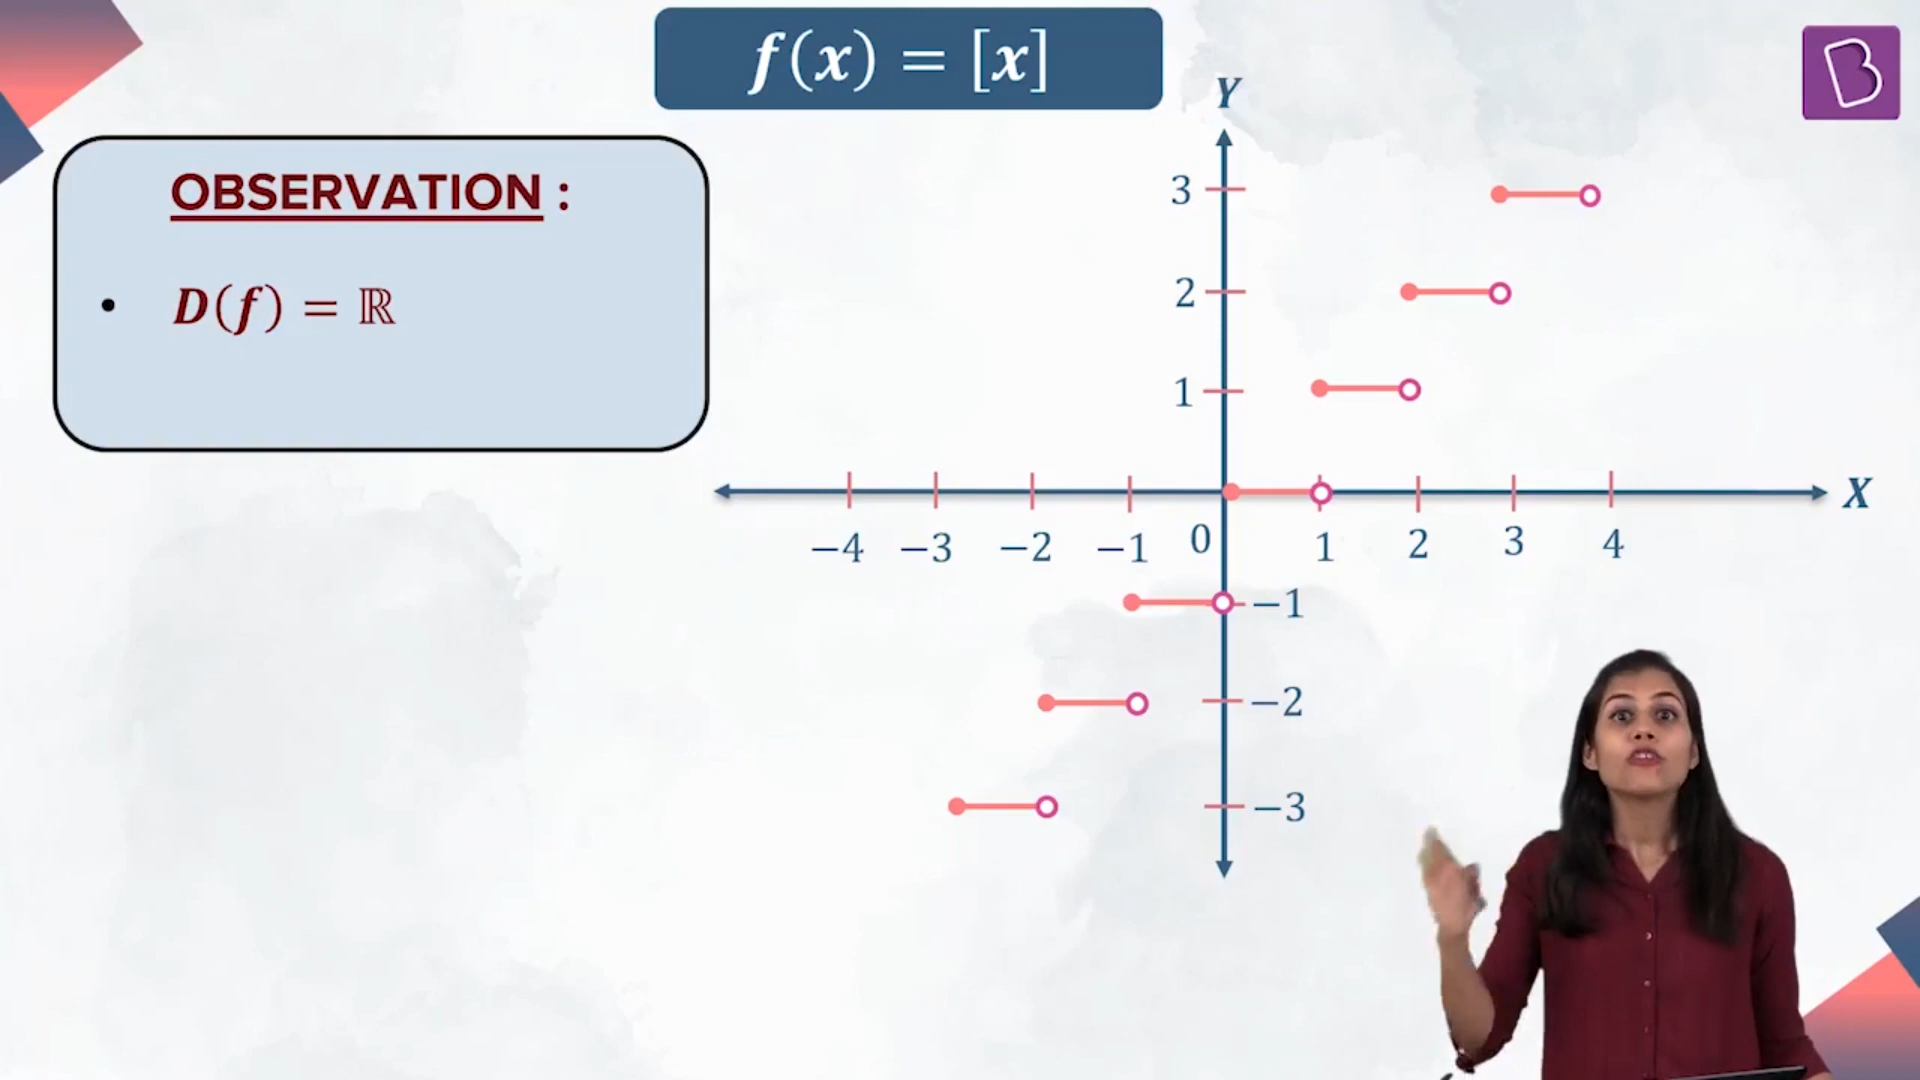 f(x) = [x]
Y
OBSERVATION :
• D(f) = ℝ
3
2
1
X
−4 −3 −2 −1 0 1 2 3 4
−1
−2
−3